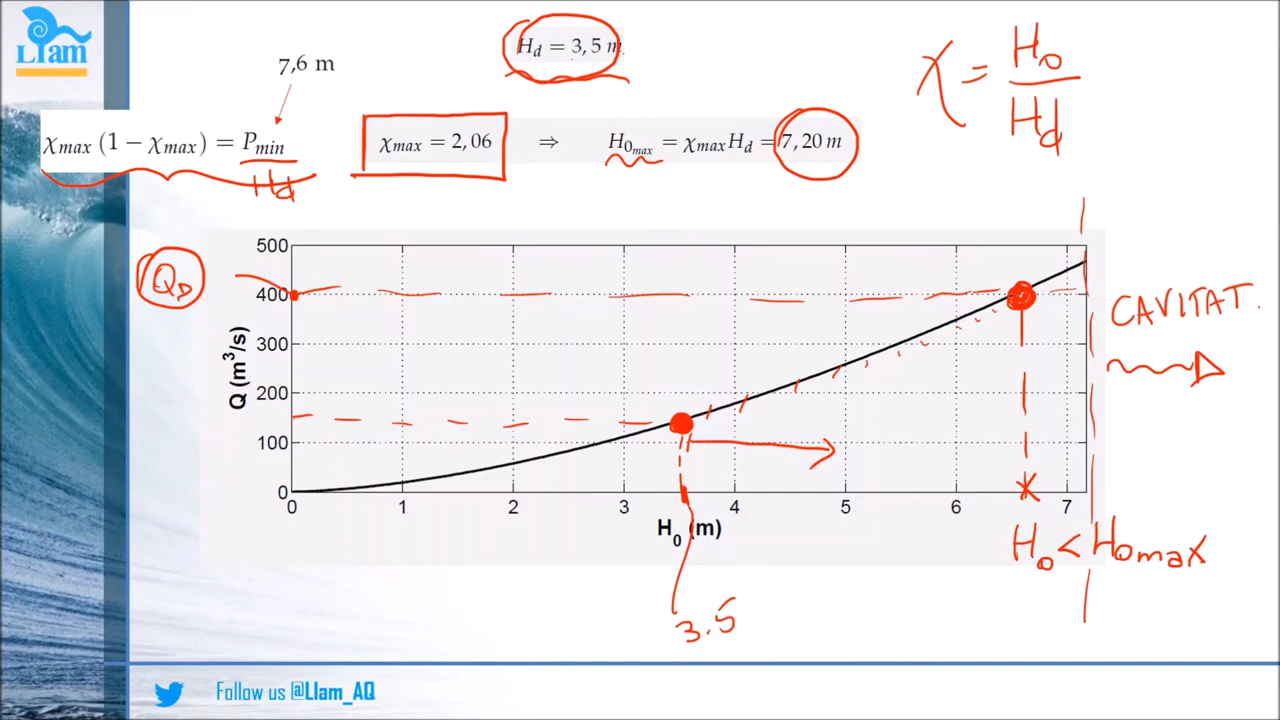 LIam
H_d = 3,5 m
χ = H_0 / H_d
7,6 m
χ_max (1 − χ_max) = P_min / H_d
χ_max = 2,06 ⇒ H_0max = χ_max H_d = 7,20 m
Q_D
500
400
300
200
100
0
Q (m³/s)
0 1 2 3 4 5 6 7
H_0 (m)
CAVITAT.
H_0 < H_0max
3.5
Follow us @LIam_AQ